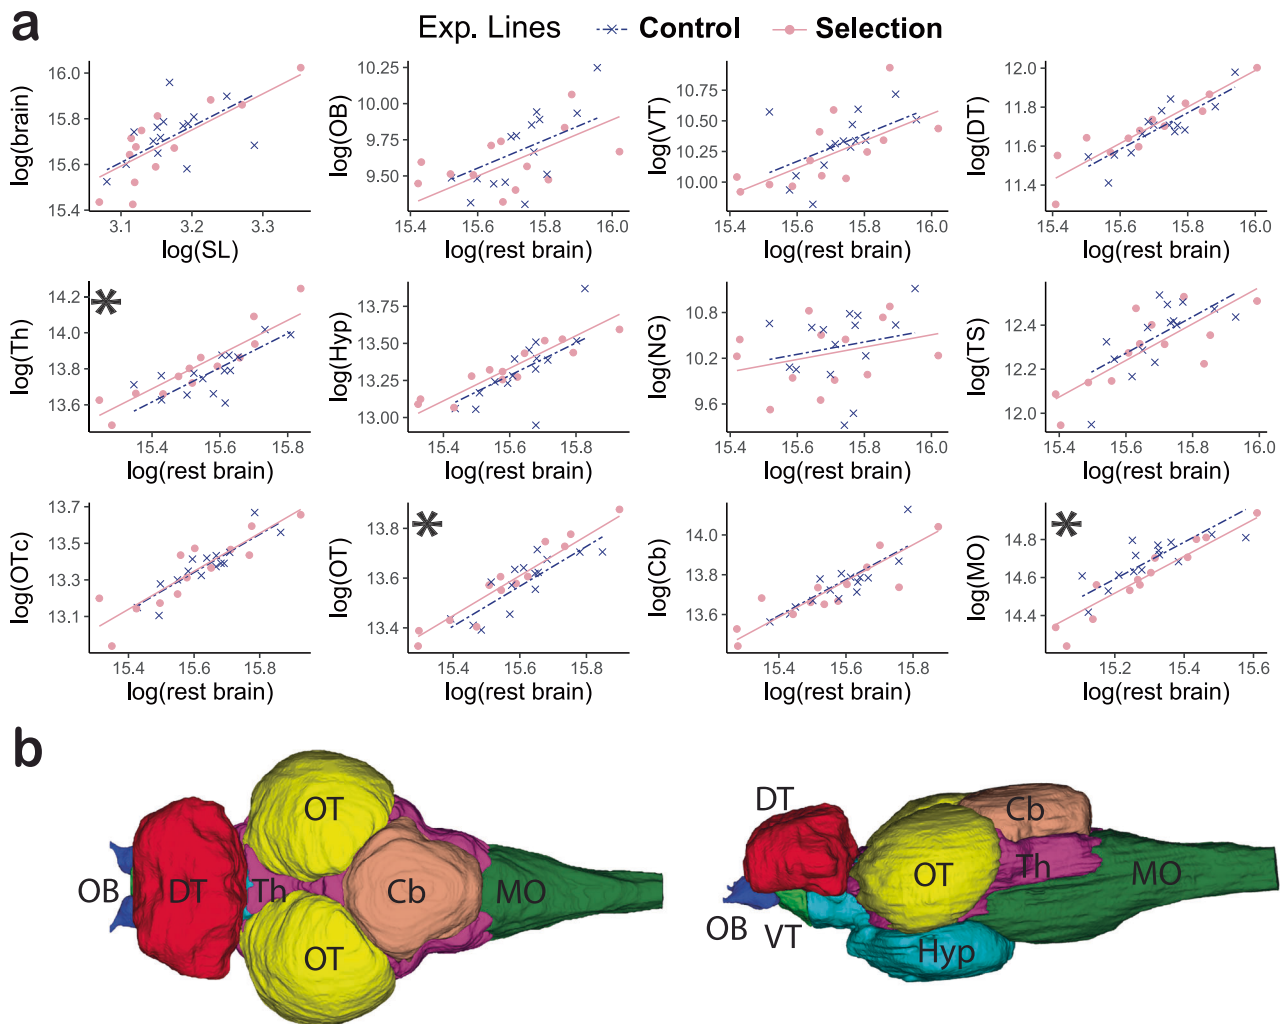 a
Exp. Lines Control Selection
log(brain)
16.0
15.8
15.6
15.4
3.1 3.2 3.3
log(SL)
log(OB)
10.25
10.00
9.75
9.50
15.4 15.6 15.8 16.0
log(rest brain)
log(VT)
10.75
10.50
10.25
10.00
15.4 15.6 15.8 16.0
log(rest brain)
log(DT)
12.0
11.8
11.6
11.4
15.4 15.6 15.8 16.0
log(rest brain)
log(Th)
14.2
14.0
13.8
13.6
*
15.4 15.6 15.8
log(rest brain)
log(Hyp)
13.75
13.50
13.25
13.00
15.4 15.6 15.8
log(rest brain)
log(NG)
10.8
10.2
9.6
15.4 15.6 15.8 16.0
log(rest brain)
log(TS)
12.4
12.0
15.4 15.6 15.8 16.0
log(rest brain)
log(OTc)
13.7
13.5
13.3
13.1
15.4 15.6 15.8
log(rest brain)
log(OT)
13.8
13.6
13.4
*
15.4 15.6 15.8
log(rest brain)
log(Cb)
14.0
13.8
13.6
15.4 15.6 15.8
log(rest brain)
log(MO)
14.8
14.6
14.4
*
15.2 15.4 15.6
log(rest brain)
b
OT
OB DT Th Cb MO
OT
DT Cb
OT Th MO
OB VT Hyp